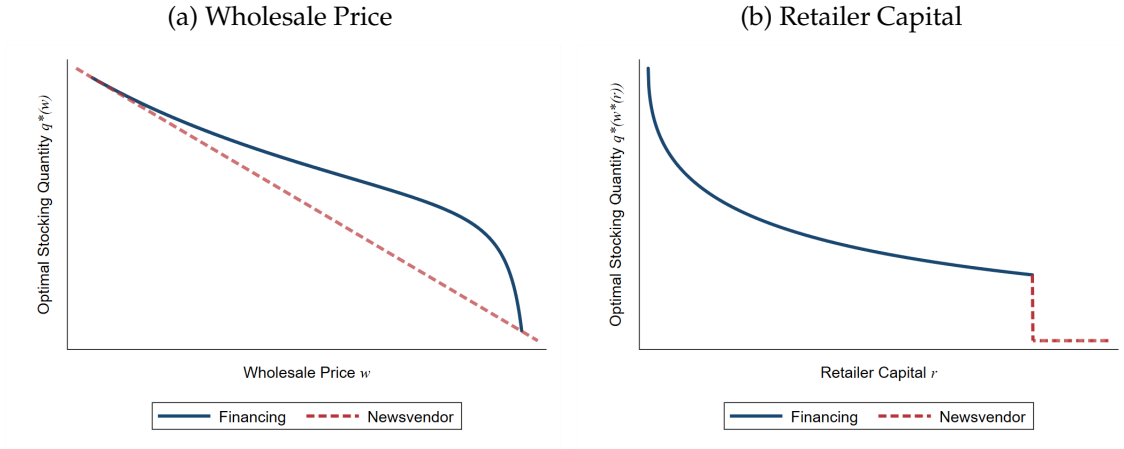 (a) Wholesale Price
Optimal Stocking Quantity q*(w)
Wholesale Price w
Financing
Newsvendor
(b) Retailer Capital
Optimal Stocking Quantity q*(w*(r))
Retailer Capital r
Financing
Newsvendor